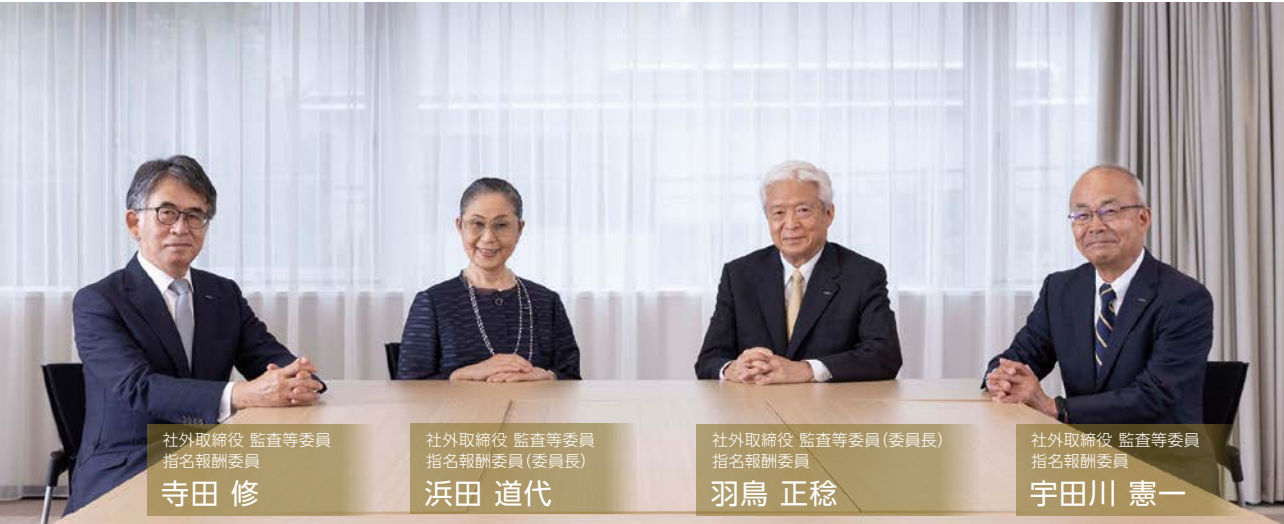 社外取締役 監査等委員
指名報酬委員
寺田 修
社外取締役 監査等委員
指名報酬委員(委員長)
浜田 道代
社外取締役 監査等委員(委員長)
指名報酬委員
羽鳥 正稔
社外取締役 監査等委員
指名報酬委員
宇田川 憲一